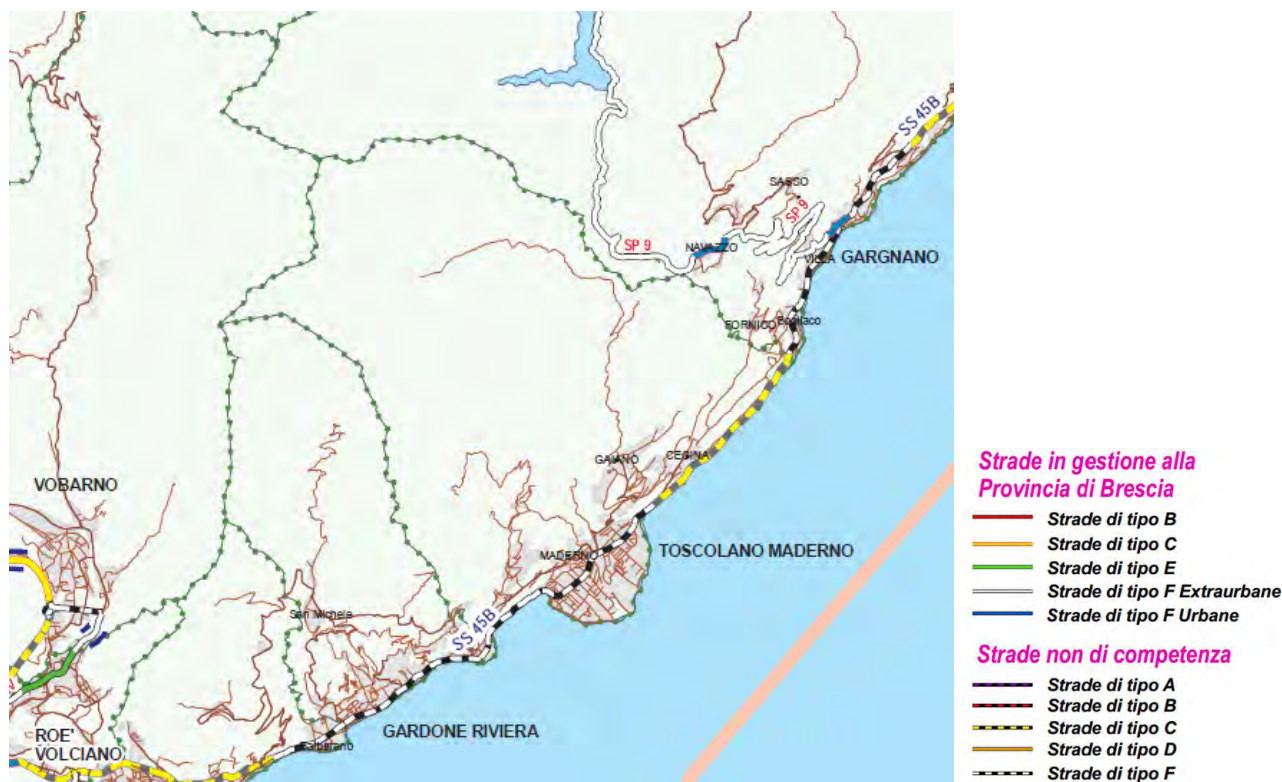 SS 45B
SASSO
SP 9
SP 9
NAVAZZO
VILLA
GARGNANO
FORNICO
Bogliaco
GAIANO
CECINA
VOBARNO
MADERNO
TOSCOLANO MADERNO
San Michele
SS 45B
GARDONE RIVIERA
ROE'
VOLCIANO
Barbarano
Strade in gestione alla
Provincia di Brescia
Strade di tipo B
Strade di tipo C
Strade di tipo E
Strade di tipo F Extraurbane
Strade di tipo F Urbane
Strade non di competenza
Strade di tipo A
Strade di tipo B
Strade di tipo C
Strade di tipo D
Strade di tipo F